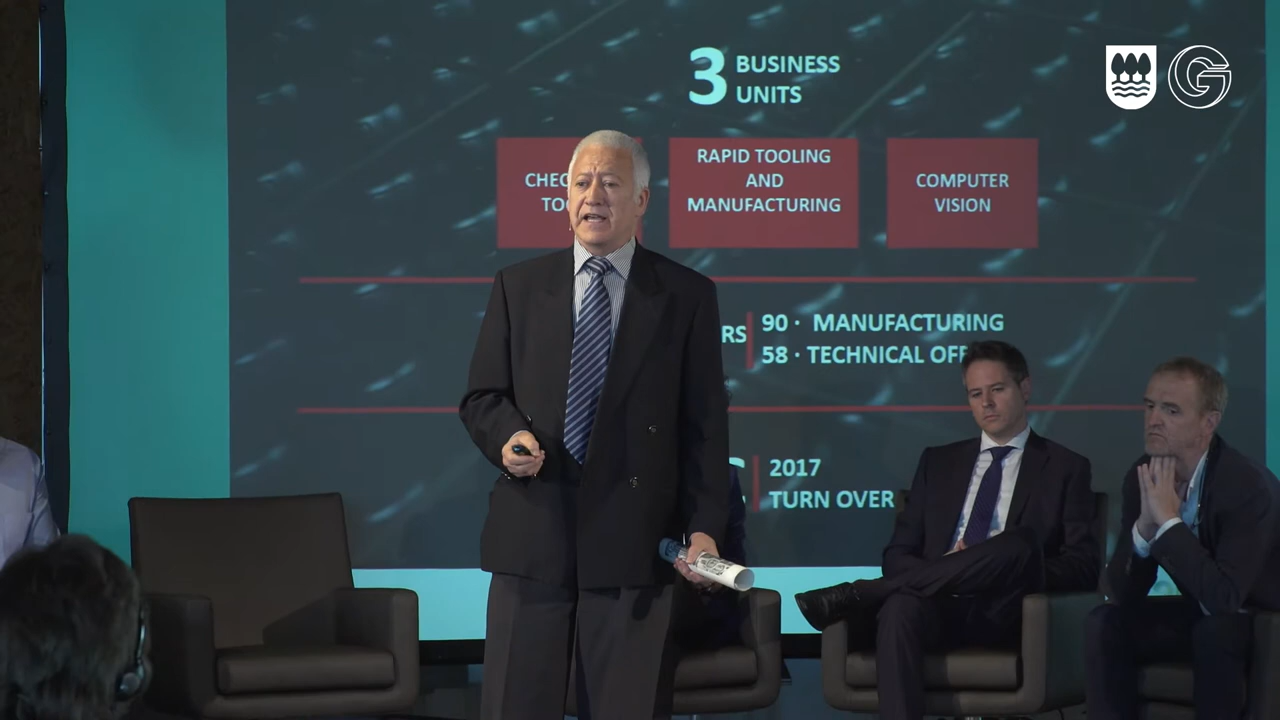 3 BUSINESS
UNITS
RAPID TOOLING
AND
MANUFACTURING
COMPUTER
VISION
90 · MANUFACTURING
58 · TECHNICAL
2017
TURN OVER
G